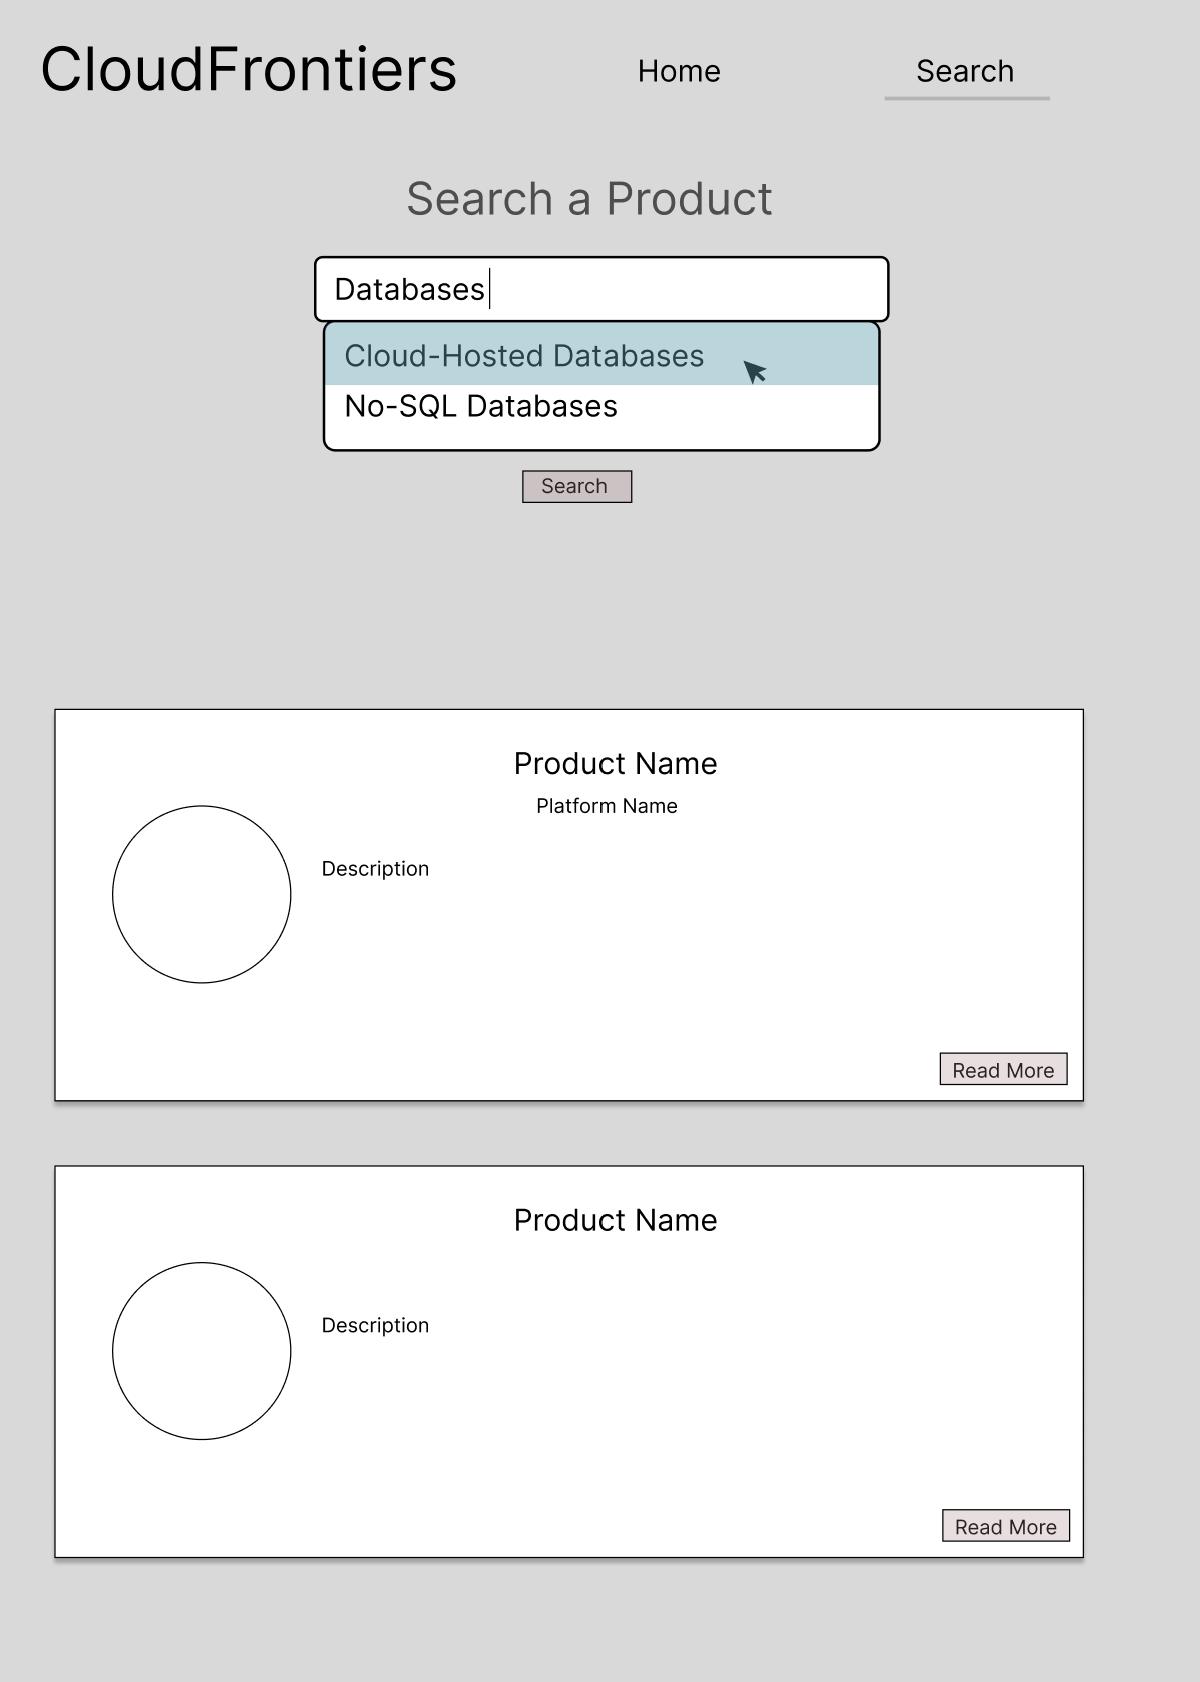 CloudFrontiers Home Search
Search a Product
Databases
Cloud-Hosted Databases
No-SQL Databases
Search
Product Name
Platform Name
Description
Read More
Product Name
Description
Read More